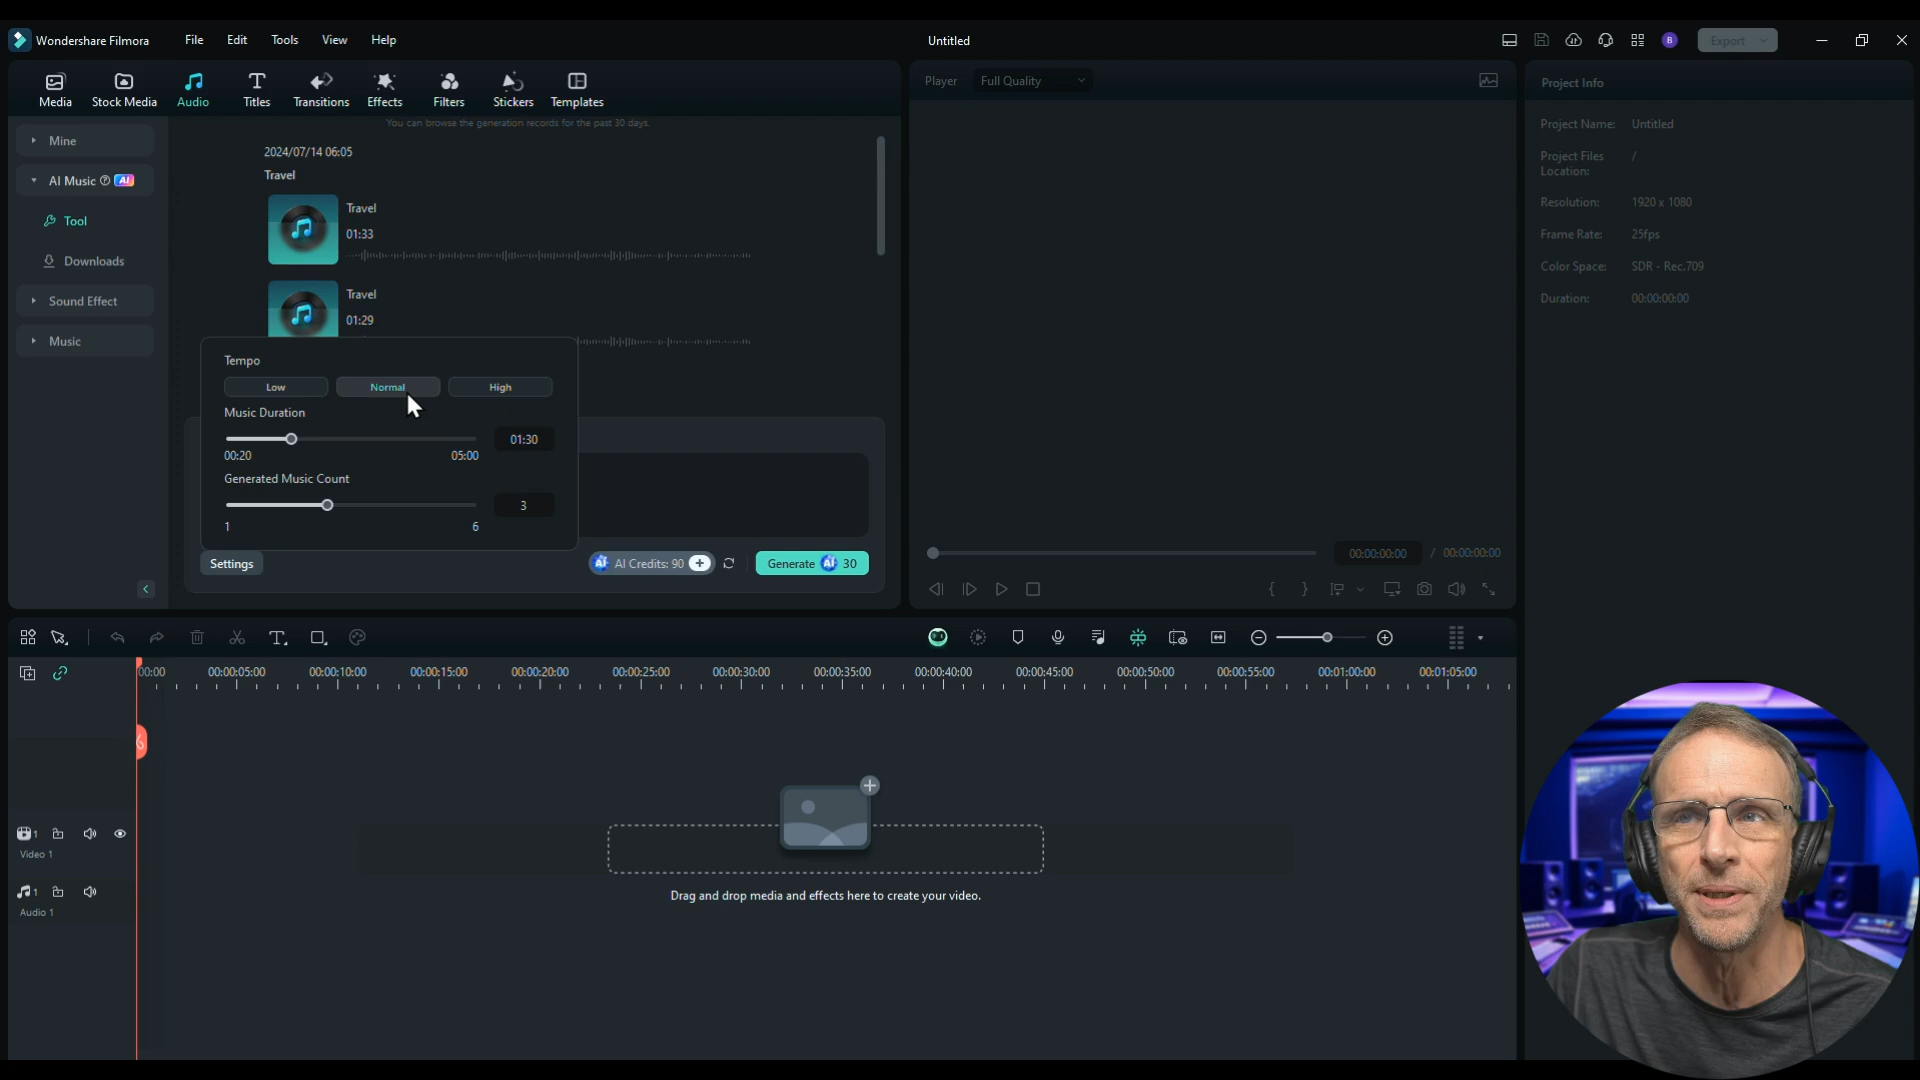 Wondershare Filmora
File Edit Tools View Help
Untitled
Export
Media Stock Media Audio Titles Transitions Effects Filters Stickers Templates
Mine
AI Music AI
Tool
Downloads
Sound Effect
Music
You can browse the generation records for the past 30 days.
2024/07/14 06:05
Travel
Travel
01:33
Travel
01:29
Tempo
Low Normal High
Music Duration
01:30
00:20 05:00
Generated Music Count
3
1 6
Settings
AI AI Credits: 90 +
Generate AI 30
Player Full Quality
00:00:00:00 / 00:00:00:00
Project Info
Project Name: Untitled
Project Files Location: /
Resolution: 1920 x 1080
Frame Rate: 25fps
Color Space: SDR - Rec.709
Duration: 00:00:00:00
B
00:00 00:00:05:00 00:00:10:00 00:00:15:00 00:00:20:00 00:00:25:00 00:00:30:00 00:00:35:00 00:00:40:00 00:00:45:00 00:00:50:00 00:00:55:00 00:01:00:00 00:01:05:00
1
Video 1
1
Audio 1
Drag and drop media and effects here to create your video.